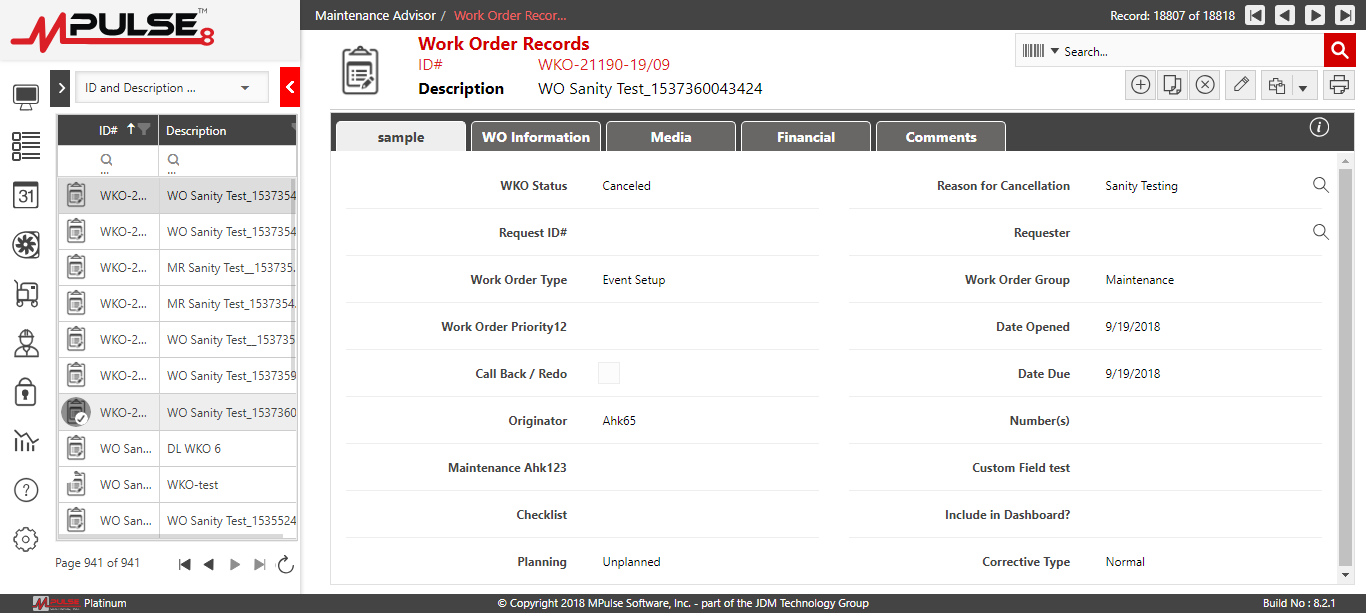 MPULSE 8 TM
Maintenance Advisor / Work Order Recor...
Record: 18807 of 18818
Work Order Records
ID# WKO-21190-19/09
Description WO Sanity Test_1537360043424
Search...
ID and Description ...
ID# Description
... ...
WKO-2... WO Sanity Test_1537354
WKO-2... WO Sanity Test_1537354
WKO-2... MR Sanity Test__153735.
WKO-2... MR Sanity Test_1537354.
WKO-2... WO Sanity Test__153735
WKO-2... WO Sanity Test_1537359
WKO-2... WO Sanity Test_1537360
WO San... DL WKO 6
WO San... WKO-test
WO San... WO Sanity Test_1535524
31
Page 941 of 941
sample WO Information Media Financial Comments
WKO Status Canceled Reason for Cancellation Sanity Testing
Request ID# Requester
Work Order Type Event Setup Work Order Group Maintenance
Work Order Priority12 Date Opened 9/19/2018
Call Back / Redo Date Due 9/19/2018
Originator Ahk65 Number(s)
Maintenance Ahk123 Custom Field test
Checklist Include in Dashboard?
Planning Unplanned Corrective Type Normal
MPULSE Platinum
© Copyright 2018 MPulse Software, Inc. - part of the JDM Technology Group
Build No : 8.2.1